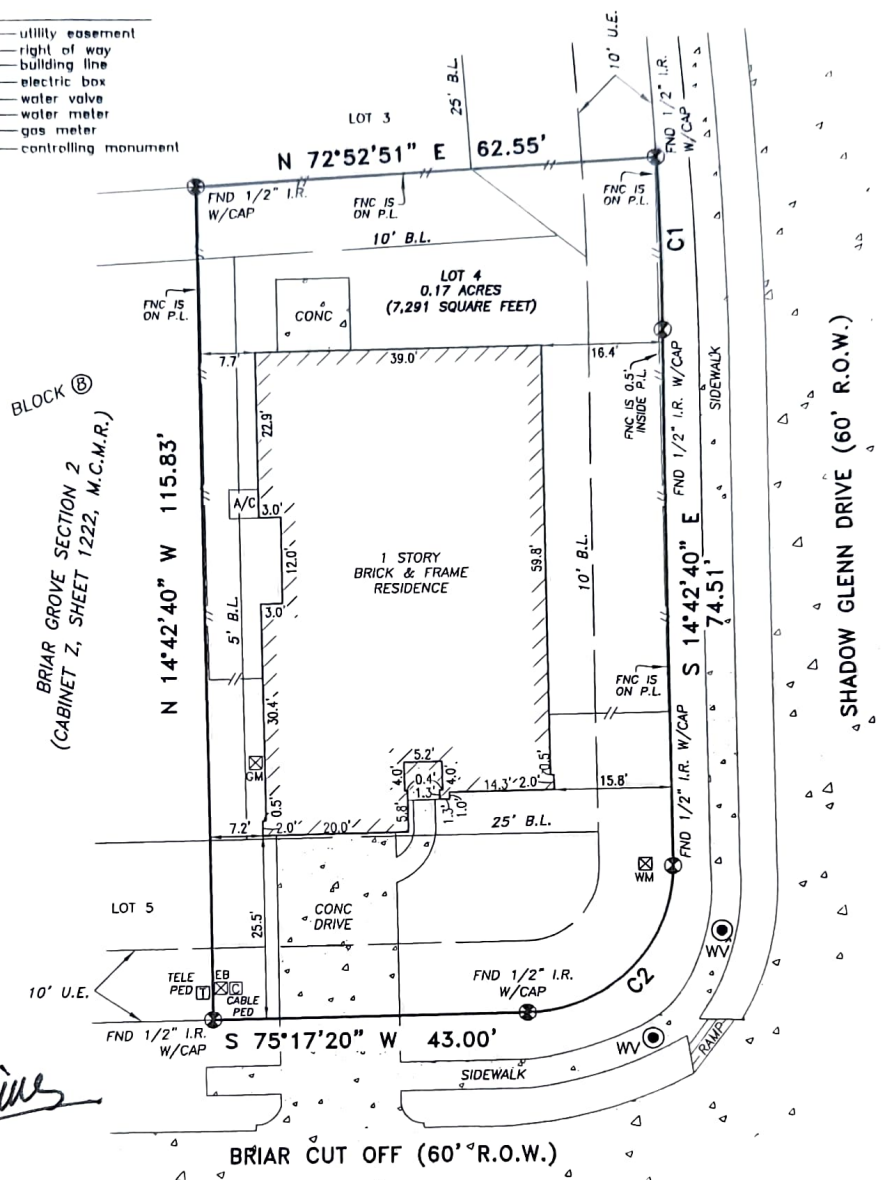 utility easement
right of way
building line
electric box
water valve
water meter
gas meter
controlling monument
10' U.E.
25' B.L.
LOT 3
N 72°52'51" E 62.55'
FND 1/2" I.R.
W/CAP
FND 1/2" I.R.
W/CAP
FNC IS
ON P.L.
FNC IS
ON P.L.
10' B.L.
C1
LOT 4
0.17 ACRES
(7,291 SQUARE FEET)
CONC
FNC IS
ON P.L.
7.7
39.0'
16.4'
FNC IS 0.5'
INSIDE P.L.
FND 1/2" I.R. W/CAP
SIDEWALK
SHADOW GLENN DRIVE (60' R.O.W.)
BLOCK B
BRIAR GROVE SECTION 2
(CABINET Z, SHEET 1222, M.C.M.R.)
N 14°42'40" W 115.83'
22.9'
A/C
3.0'
12.0'
3.0'
1 STORY
BRICK & FRAME
RESIDENCE
59.8'
10' B.L.
S 14°42'40" E
74.51'
5' B.L.
30.4'
FNC IS
ON P.L.
GM
5.2'
4.0'
0.4'
4.0'
1.3'
14.3'
2.0'
0.5'
15.8'
FND 1/2" I.R. W/CAP
0.5'
5.8'
1.3'
1.0'
7.2'
2.0'
20.0'
25' B.L.
WM
LOT 5
25.5'
CONC
DRIVE
WV
10' U.E.
TELE
PED
T
EB
C
CABLE
PED
FND 1/2" I.R.
W/CAP
C2
FND 1/2" I.R.
W/CAP
S 75°17'20" W 43.00'
WV
RAMP
SIDEWALK
BRIAR CUT OFF (60' R.O.W.)